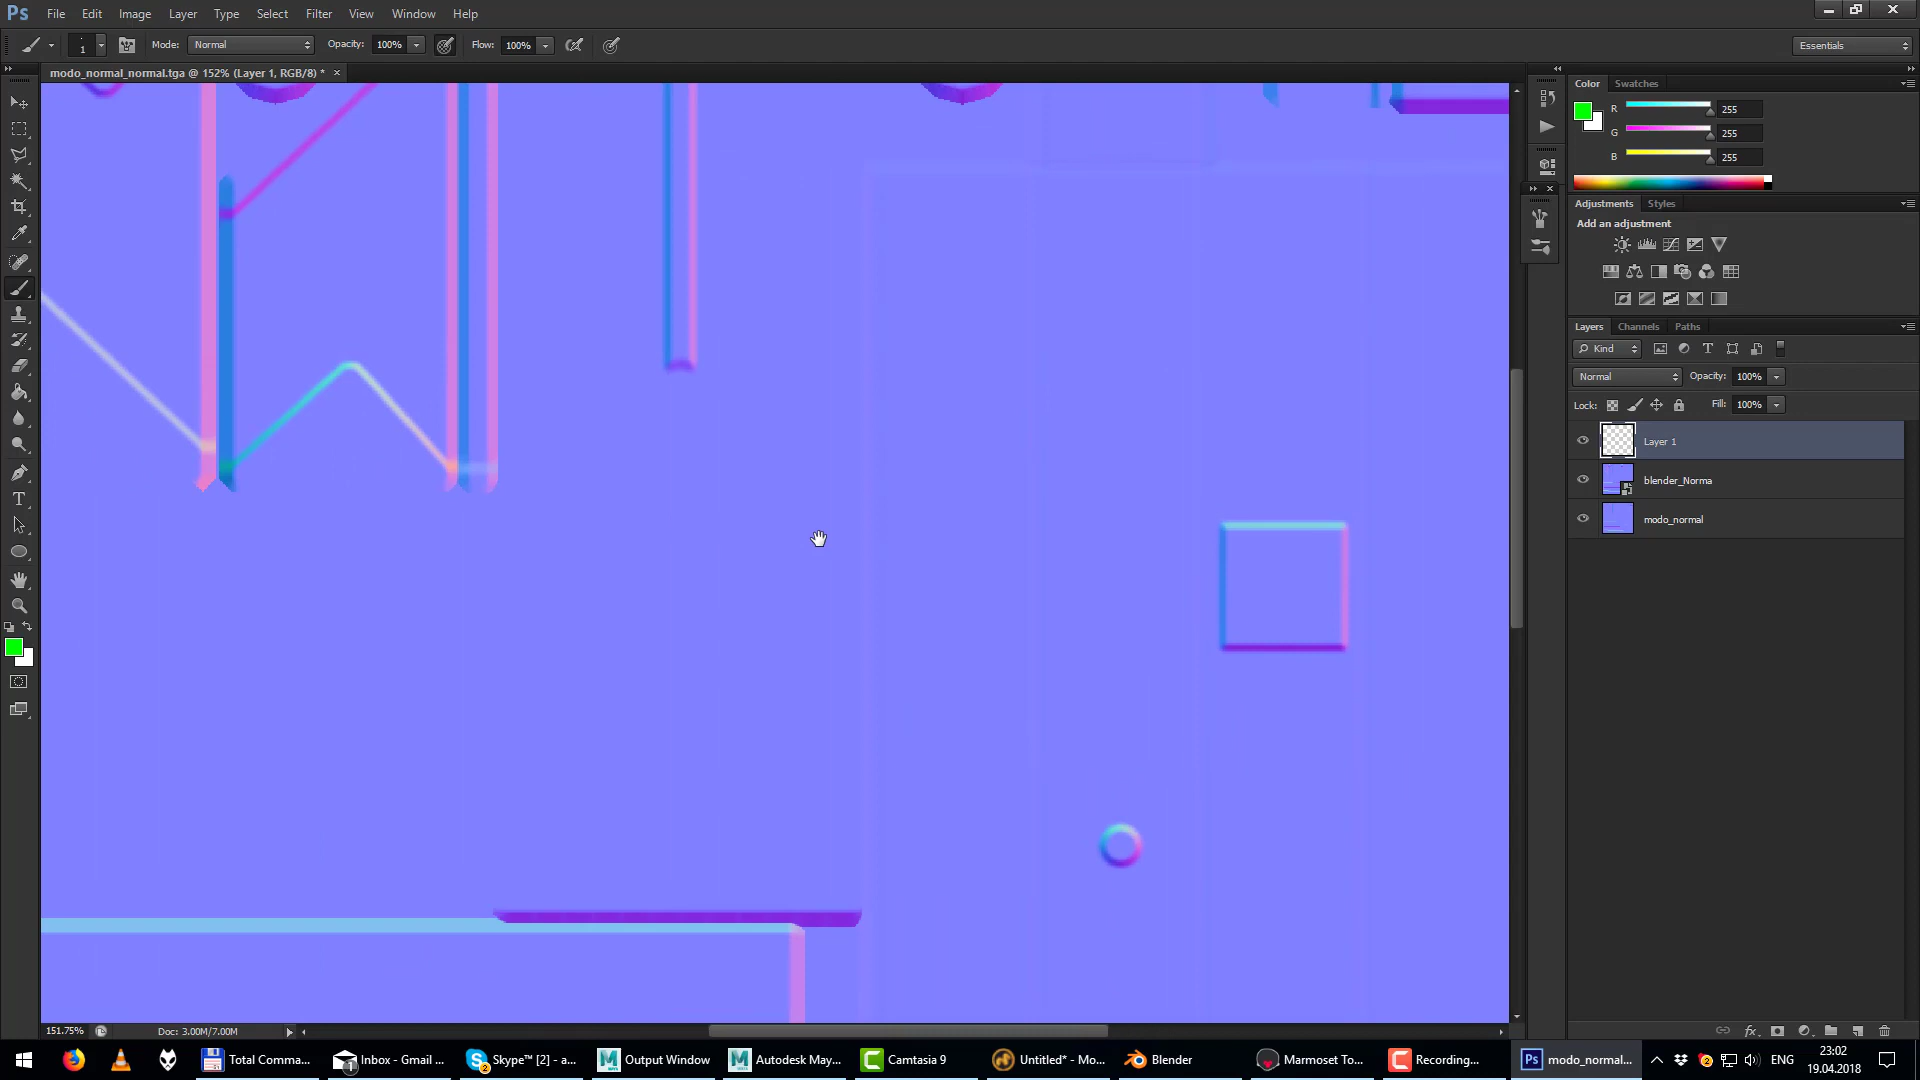 Ps File Edit Image Layer Type Select Filter View Window Help
1 Mode: Normal Opacity: 100% Flow: 100% Essentials
modo_normal_normal.tga @ 152% (Layer 1, RGB/8) * ×
Color Swatches
R 255
G 255
B 255
Adjustments Styles
Add an adjustment
Layers Channels Paths
Kind
Normal Opacity: 100%
Lock: Fill: 100%
Layer 1
blender_Norma
modo_normal
151.75% Doc: 3.00M/7.00M
Total Comma... Inbox - Gmail ... Skype™ [2] - a... Output Window Autodesk May... Camtasia 9 Untitled* - Mo... Blender Marmoset To... Recording... Ps modo_normal... ENG 23:02
19.04.2018